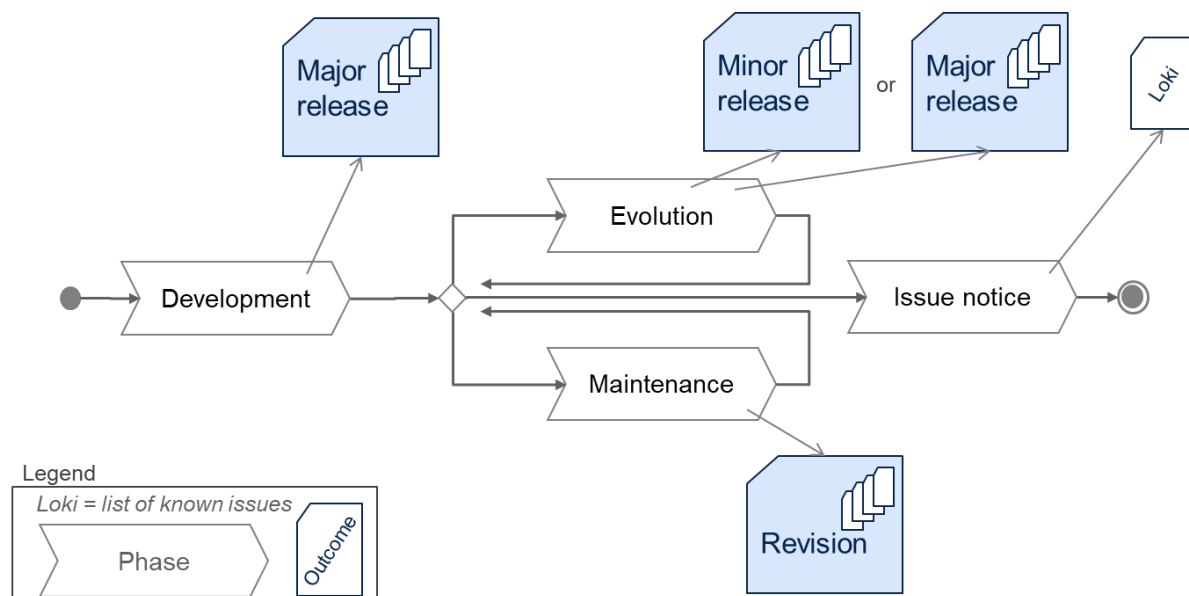 Major
release
Minor
release
or
Major
release
Loki
Evolution
Development
Issue notice
Maintenance
Revision
Legend
Loki = list of known issues
Phase
Outcome